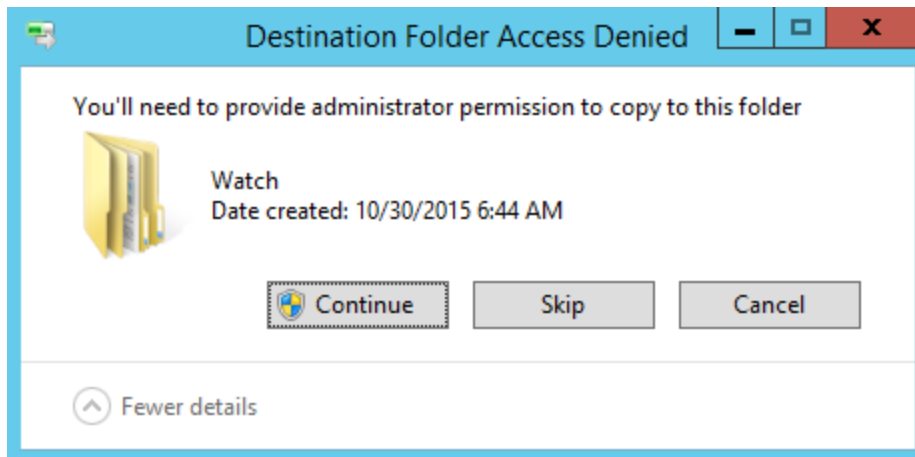 Destination Folder Access Denied
You'll need to provide administrator permission to copy to this folder
Watch
Date created: 10/30/2015 6:44 AM
Continue
Skip
Cancel
Fewer details